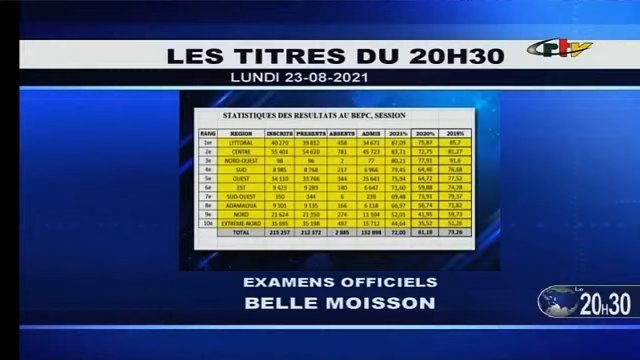 LES TITRES DU 20H30
crtv
LUNDI 23-08-2021
STATISTIQUES DES RESULTATS AU BEPC, SESSION
RANG REGION INSCRITS PRESENTS ABSENTS ADMIS 2021% 2020% 2019%
1er LITTORAL 40 270 39 812 458 34 671 87,09 75,87 85,7
2e CENTRE 55 401 54 620 781 45 723 83,71 72,75 81,27
3e NORD-OUEST 98 96 2 77 80,21 77,91 91,6
4e SUD 8 985 8 768 217 6 966 79,45 64,46 76,68
5e OUEST 34 110 33 766 344 25 641 75,94 64,72 77,52
6e EST 9 423 9 283 140 6 647 71,60 59,88 74,28
7e SUD-OUEST 350 344 6 239 69,48 73,91 79,37
8e ADAMAOUA 9 301 9 135 166 6 118 66,97 56,74 71,82
9e NORD 21 624 21 350 274 11 104 52,01 41,95 59,73
10e EXTREME-NORD 35 695 35 198 497 15 712 44,64 35,52 51,26
TOTAL 215 257 212 372 2 885 152 898 72,00 61,19 73,26
EXAMENS OFFICIELS
BELLE MOISSON
Le
20H30